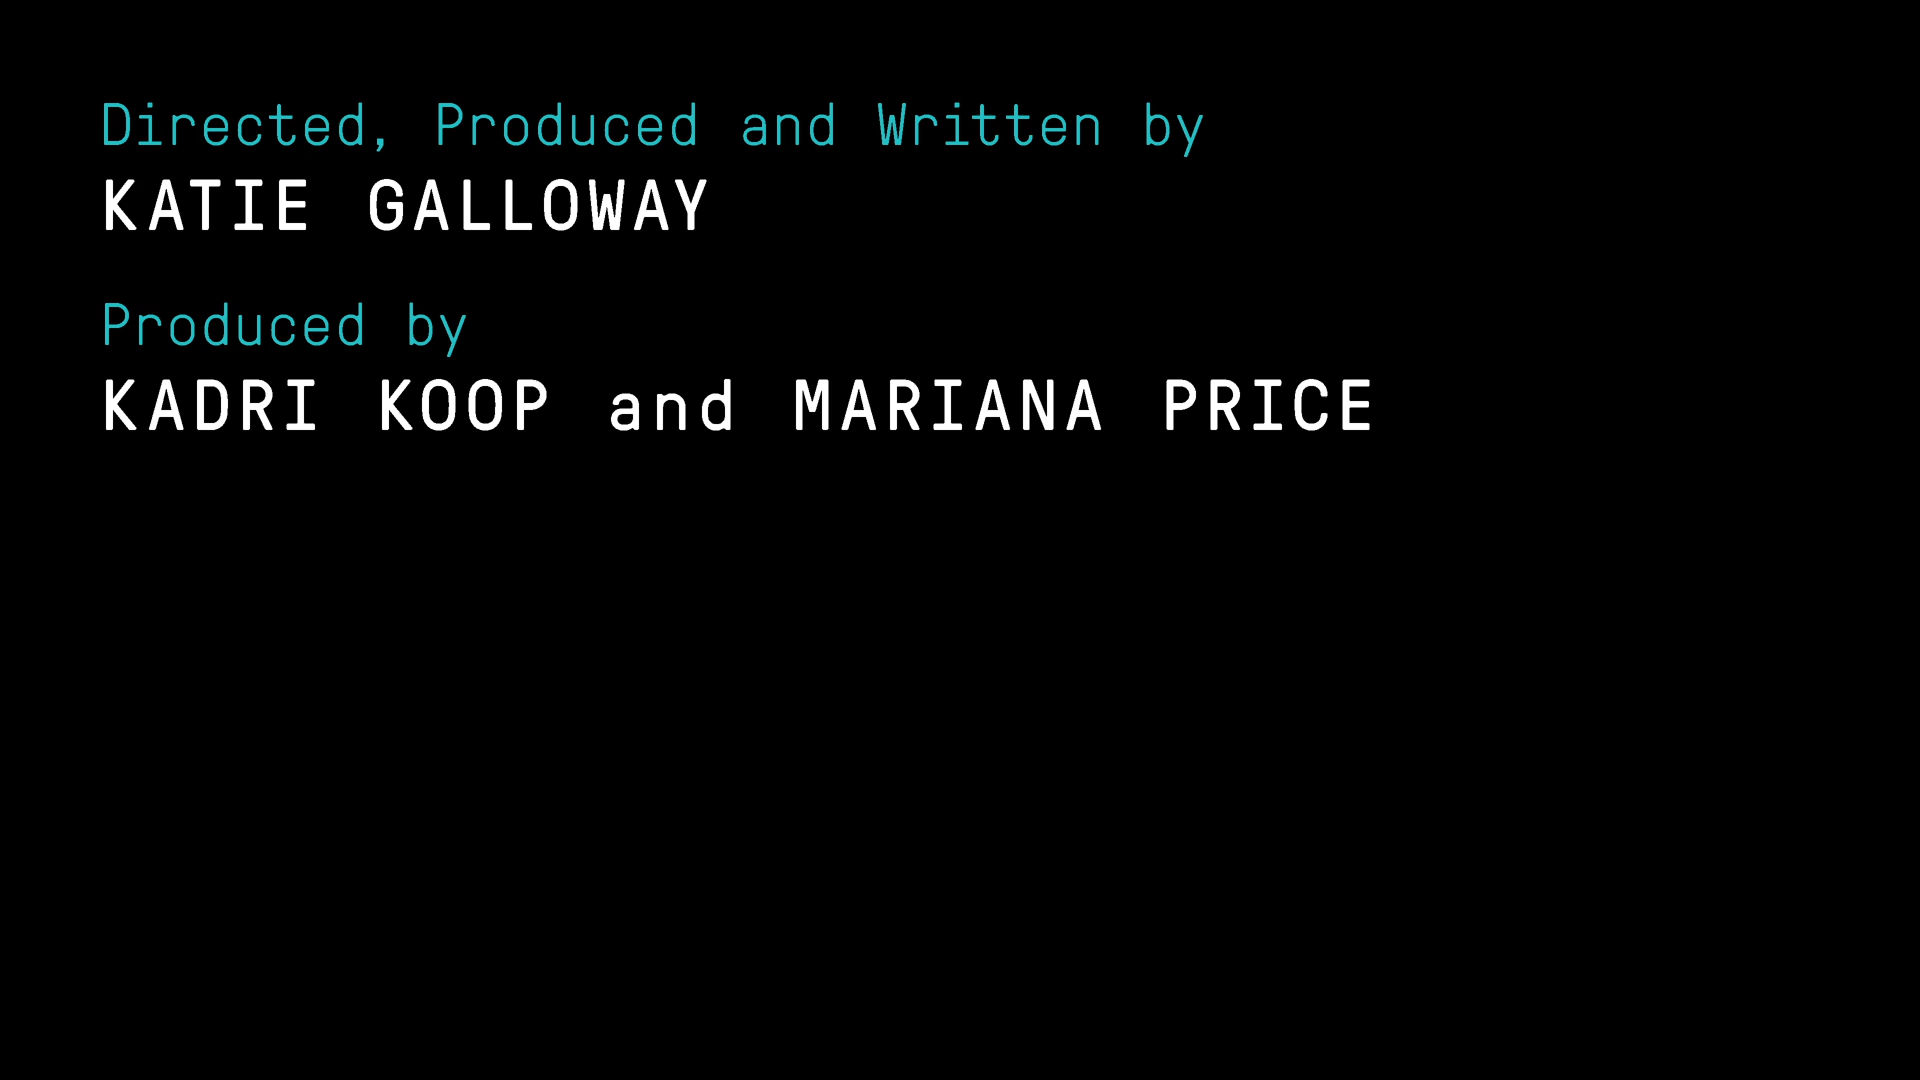 Directed, Produced and Written by
KATIE GALLOWAY
Produced by
KADRI KOOP and MARIANA PRICE